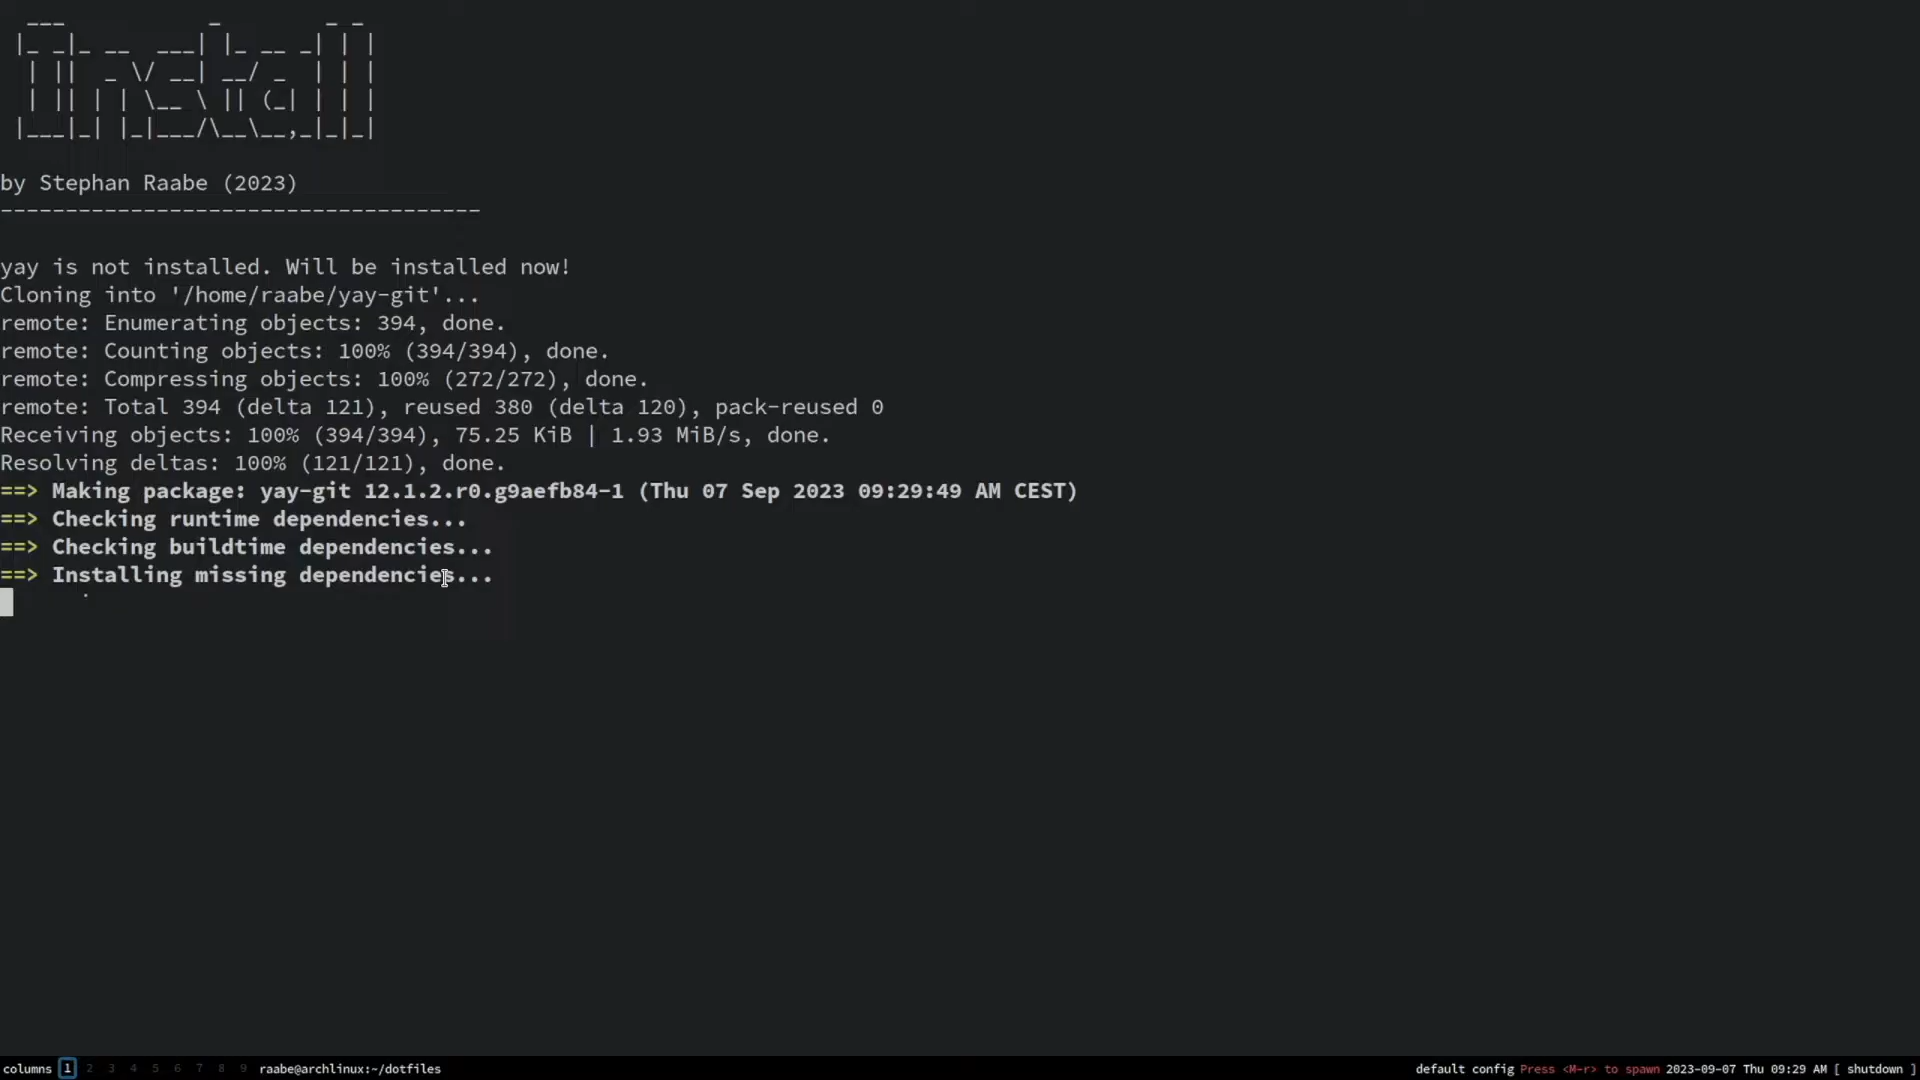 Install
by Stephan Raabe (2023)
-------------------------------------
yay is not installed. Will be installed now!
Cloning into '/home/raabe/yay-git'...
remote: Enumerating objects: 394, done.
remote: Counting objects: 100% (394/394), done.
remote: Compressing objects: 100% (272/272), done.
remote: Total 394 (delta 121), reused 380 (delta 120), pack-reused 0
Receiving objects: 100% (394/394), 75.25 KiB | 1.93 MiB/s, done.
Resolving deltas: 100% (121/121), done.
==> Making package: yay-git 12.1.2.r0.g9aefb84-1 (Thu 07 Sep 2023 09:29:49 AM CEST)
==> Checking runtime dependencies...
==> Checking buildtime dependencies...
==> Installing missing dependencies...
columns 1 2 3 4 5 6 7 8 9 raabe@archlinux:~/dotfiles default config Press <M-r> to spawn 2023-09-07 Thu 09:29 AM [ shutdown ]